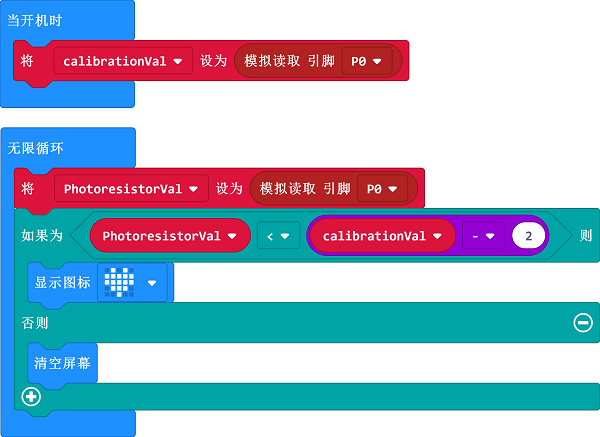 当开机时
将 calibrationVal 设为 模拟读取 引脚 P0
无限循环
将 PhotoresistorVal 设为 模拟读取 引脚 P0
如果为 PhotoresistorVal < calibrationVal - 2 则
显示图标
否则
清空屏幕